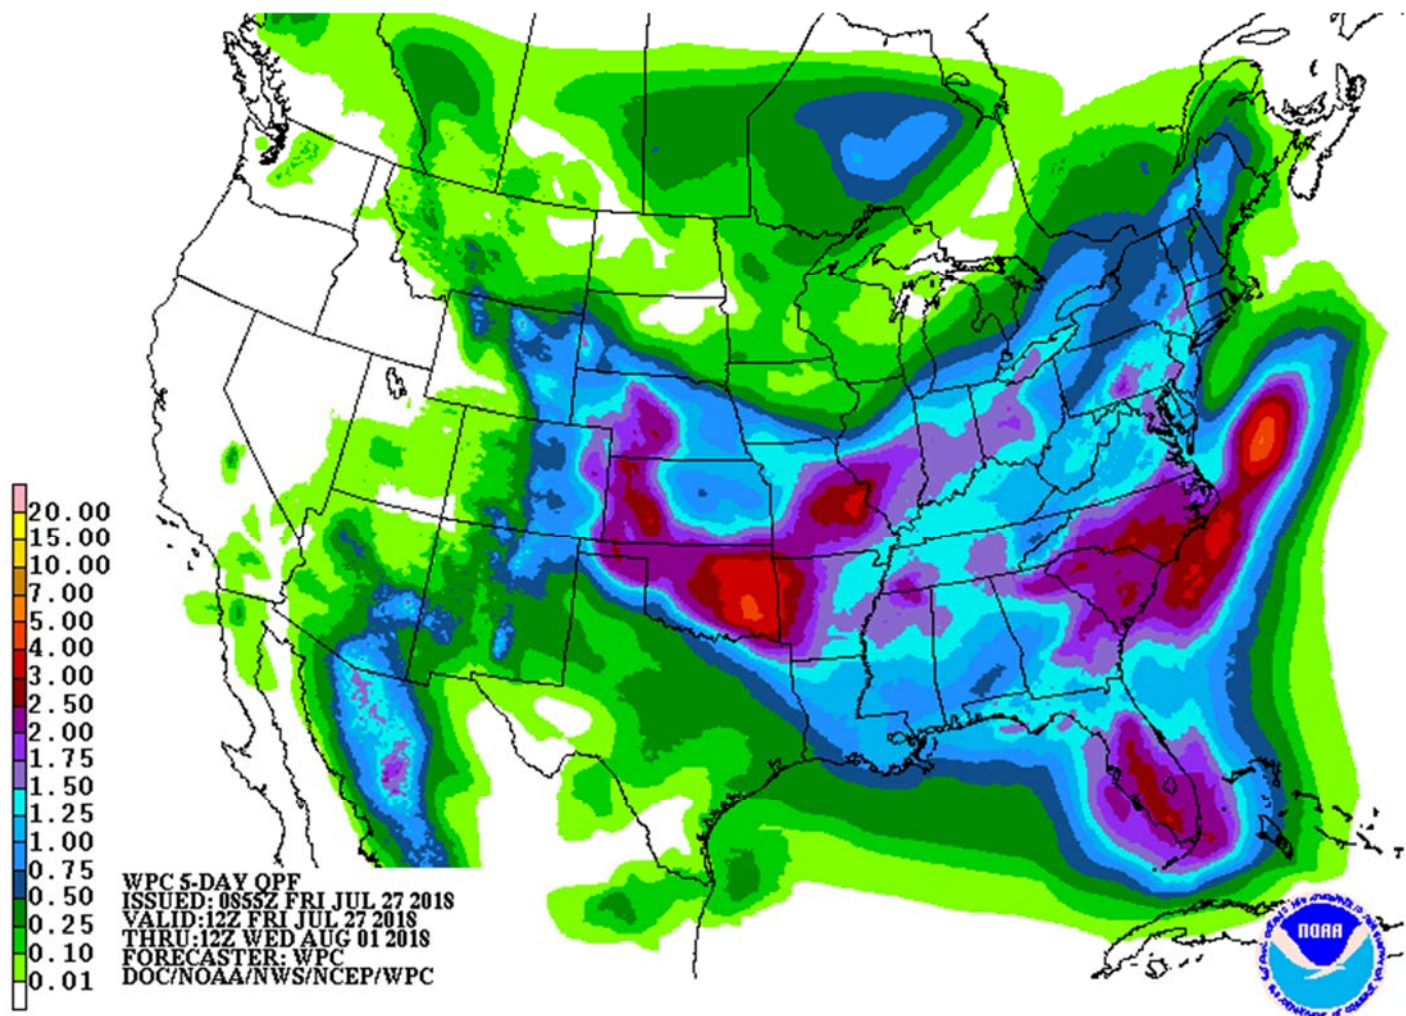 20.00
15.00
10.00
7.00
5.00
4.00
3.00
2.50
2.00
1.75
1.50
1.25
1.00
0.75
0.50
0.25
0.10
0.01
WPC 5-DAY QPF
ISSUED: 0855Z FRI JUL 27 2018
VALID:12Z FRI JUL 27 2018
THRU:12Z WED AUG 01 2018
FORECASTER: WPC
DOC/NOAA/NWS/NCEP/WPC
NOAA